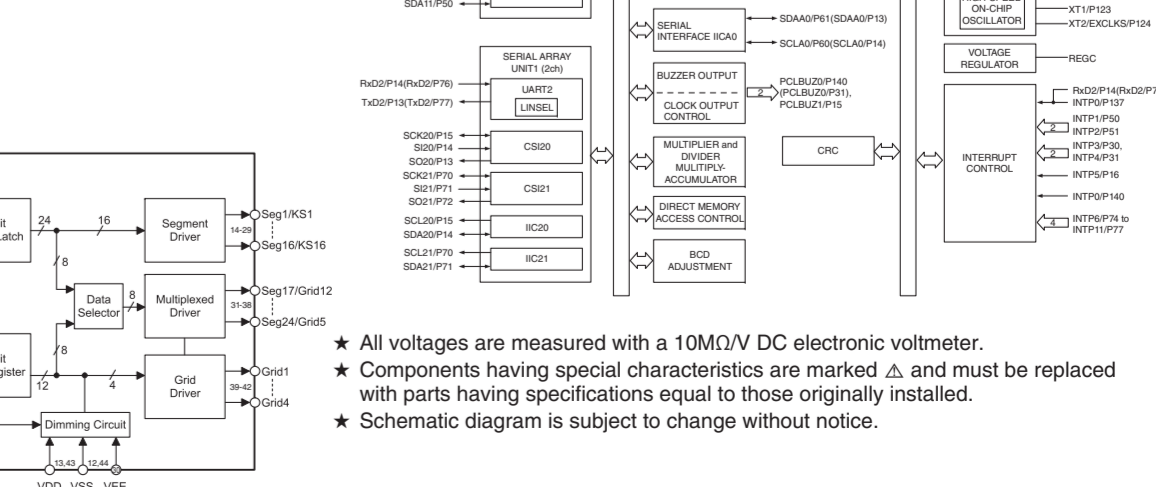 SDA11/P50
SERIAL
INTERFACE IICA0
SDAA0/P61(SDAA0/P13)
SCLA0/P60(SCLA0/P14)
ON-CHIP
OSCILLATOR
XT1/P123
XT2/EXCLKS/P124
VOLTAGE
REGULATOR
REGC
SERIAL ARRAY
UNIT1 (2ch)
RxD2/P14(RxD2/P76)
TxD2/P13(TxD2/P77)
UART2
LINSEL
SCK20/P15
SI20/P14
SO20/P13
CSI20
SCK21/P70
SI21/P71
SO21/P72
CSI21
SCL20/P15
SDA20/P14
IIC20
SCL21/P70
SDA21/P71
IIC21
BUZZER OUTPUT
CLOCK OUTPUT
CONTROL
2
PCLBUZ0/P140
(PCLBUZ0/P31),
PCLBUZ1/P15
MULTIPLIER and
DIVIDER
MULITIPLY-
ACCUMULATOR
DIRECT MEMORY
ACCESS CONTROL
BCD
ADJUSTMENT
CRC
INTERRUPT
CONTROL
RxD2/P14(RxD2/P7
INTP0/P137
2
INTP1/P50
INTP2/P51
2
INTP3/P30,
INTP4/P31
INTP5/P16
INTP0/P140
4
INTP6/P74 to
INTP11/P77
24
16
Segment
Driver
Seg1/KS1
14-29
Seg16/KS16
8
Data
Selector
8
Multiplexed
Driver
Seg17/Grid12
31-38
Seg24/Grid5
8
12
4
Grid
Driver
Grid1
39-42
Grid4
Dimming Circuit
13,43
12,44
30
VDD VSS VEE
★ All voltages are measured with a 10MΩ/V DC electronic voltmeter.
★ Components having special characteristics are marked ⚠ and must be replaced
with parts having specifications equal to those originally installed.
★ Schematic diagram is subject to change without notice.